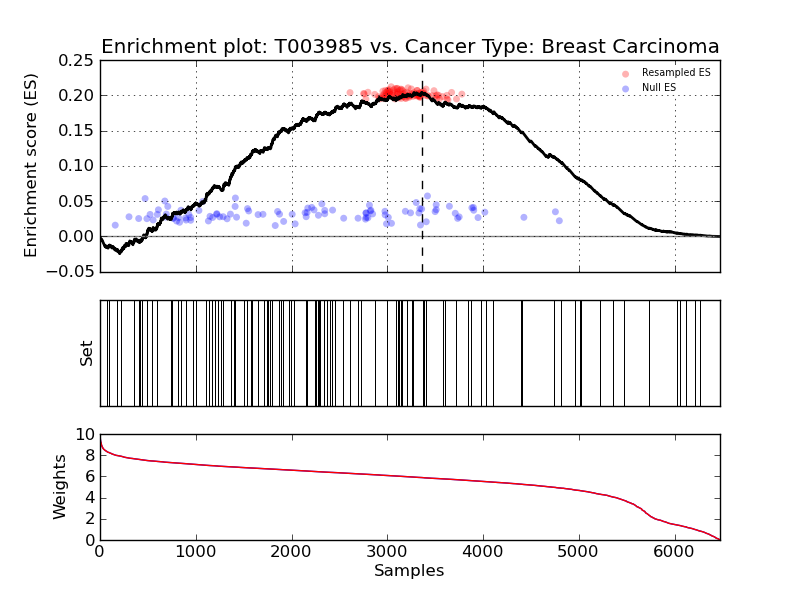 Enrichment plot: T003985 vs. Cancer Type: Breast Carcinoma
Enrichment score (ES)
0.25
0.20
0.15
0.10
0.05
0.00
−0.05
Resampled ES
Null ES
Set
Weights
10
8
6
4
2
0
0 1000 2000 3000 4000 5000 6000
Samples